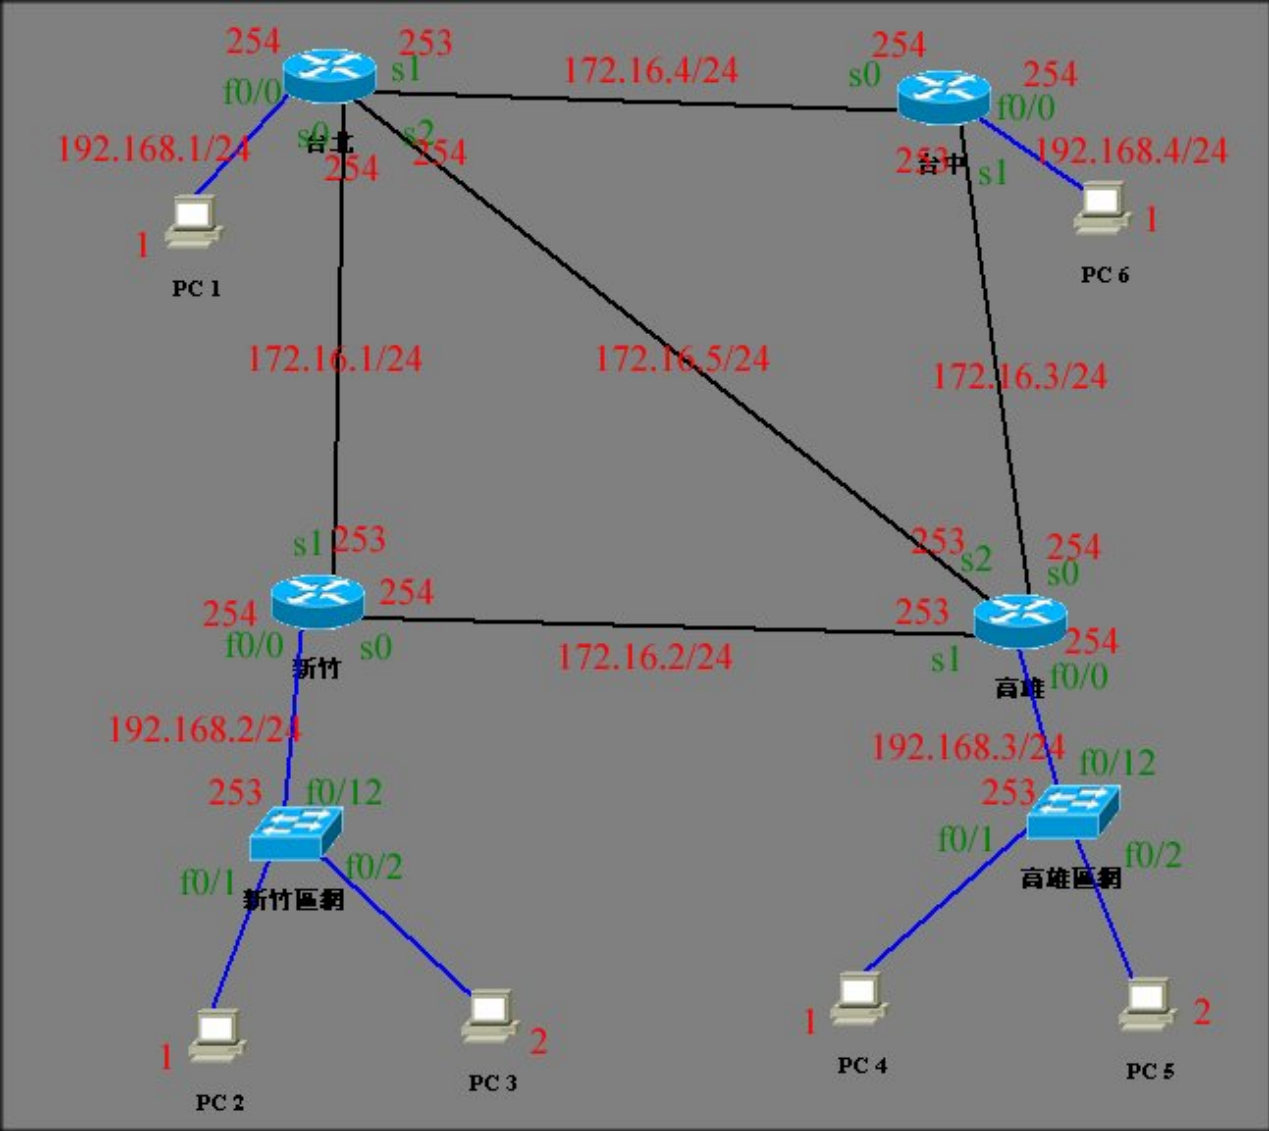 254
253
s1
172.16.4/24
254
s0
254
f0/0
f0/0
s0
s2
台北
254
254
192.168.1/24
253
台中
s1
192.168.4/24
1
PC 1
1
PC 6
172.16.1/24
172.16.5/24
172.16.3/24
s1
253
253
s2
254
s0
254
254
f0/0
s0
新竹
172.16.2/24
253
s1
254
f0/0
高雄
192.168.2/24
192.168.3/24
253
f0/12
253
f0/12
f0/1
f0/2
新竹區網
f0/1
f0/2
高雄區網
1
PC 2
2
PC 3
1
PC 4
2
PC 5